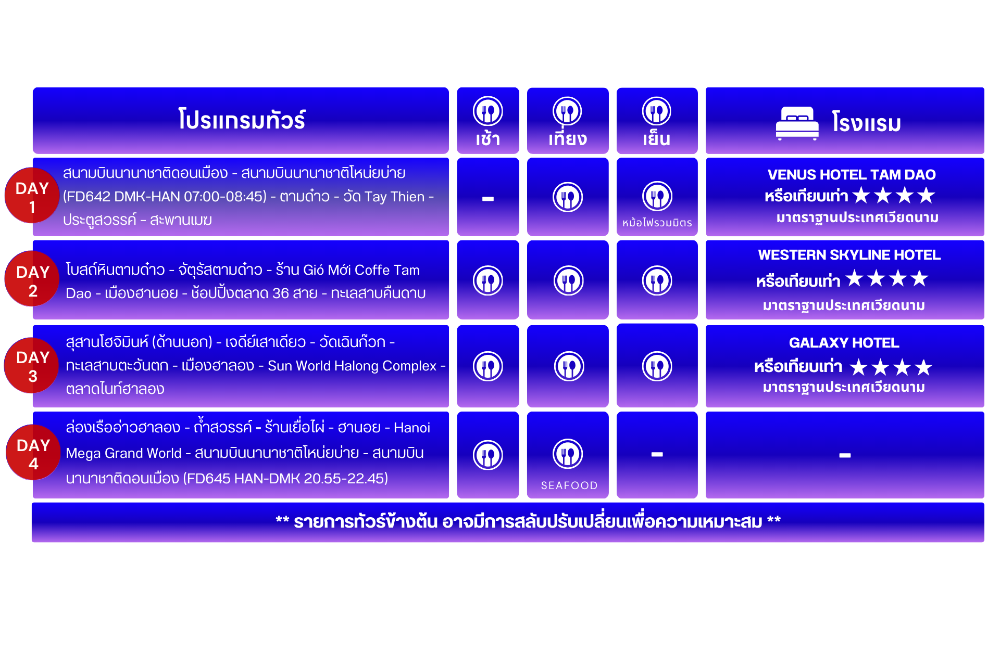 โปรแกรมทัวร์
เช้า
เที่ยง
เย็น
โรงแรม
DAY
1
สนามบินนานาชาติดอนเมือง - สนามบินนานาชาติโหน่ยบ่าย
(FD642 DMK-HAN 07:00-08:45) - ตามด๋าว - วัด Tay Thien -
ประตูสวรรค์ - สะพานเมฆ
-
หม้อไฟรวมมิตร
VENUS HOTEL TAM DAO
หรือเทียบเท่า ★★★★
มาตราฐานประเทศเวียดนาม
DAY
2
โบสถ์หินตามด๋าว - จัตุรัสตามด๋าว - ร้าน Gió Mới Coffe Tam
Dao - เมืองฮานอย - ช้อปปิ้งตลาด 36 สาย - ทะเลสาบคืนดาบ
WESTERN SKYLINE HOTEL
หรือเทียบเท่า ★★★★
มาตราฐานประเทศเวียดนาม
DAY
3
สุสานโฮจิมินห์ (ด้านนอก) - เจดีย์เสาเดียว - วัดเฉินก๊วก -
ทะเลสาบตะวันตก - เมืองฮาลอง - Sun World Halong Complex -
ตลาดไนท์ฮาลอง
GALAXY HOTEL
หรือเทียบเท่า ★★★★
มาตราฐานประเทศเวียดนาม
DAY
4
ล่องเรืออ่าวฮาลอง - ถ้ำสวรรค์ - ร้านเยื่อไผ่ - ฮานอย - Hanoi
Mega Grand World - สนามบินนานาชาติโหน่ยบ่าย - สนามบิน
นานาชาติดอนเมือง (FD645 HAN-DMK 20.55-22.45)
SEAFOOD
-
-
** รายการทัวร์ข้างต้น อาจมีการสลับปรับเปลี่ยนเพื่อความเหมาะสม **